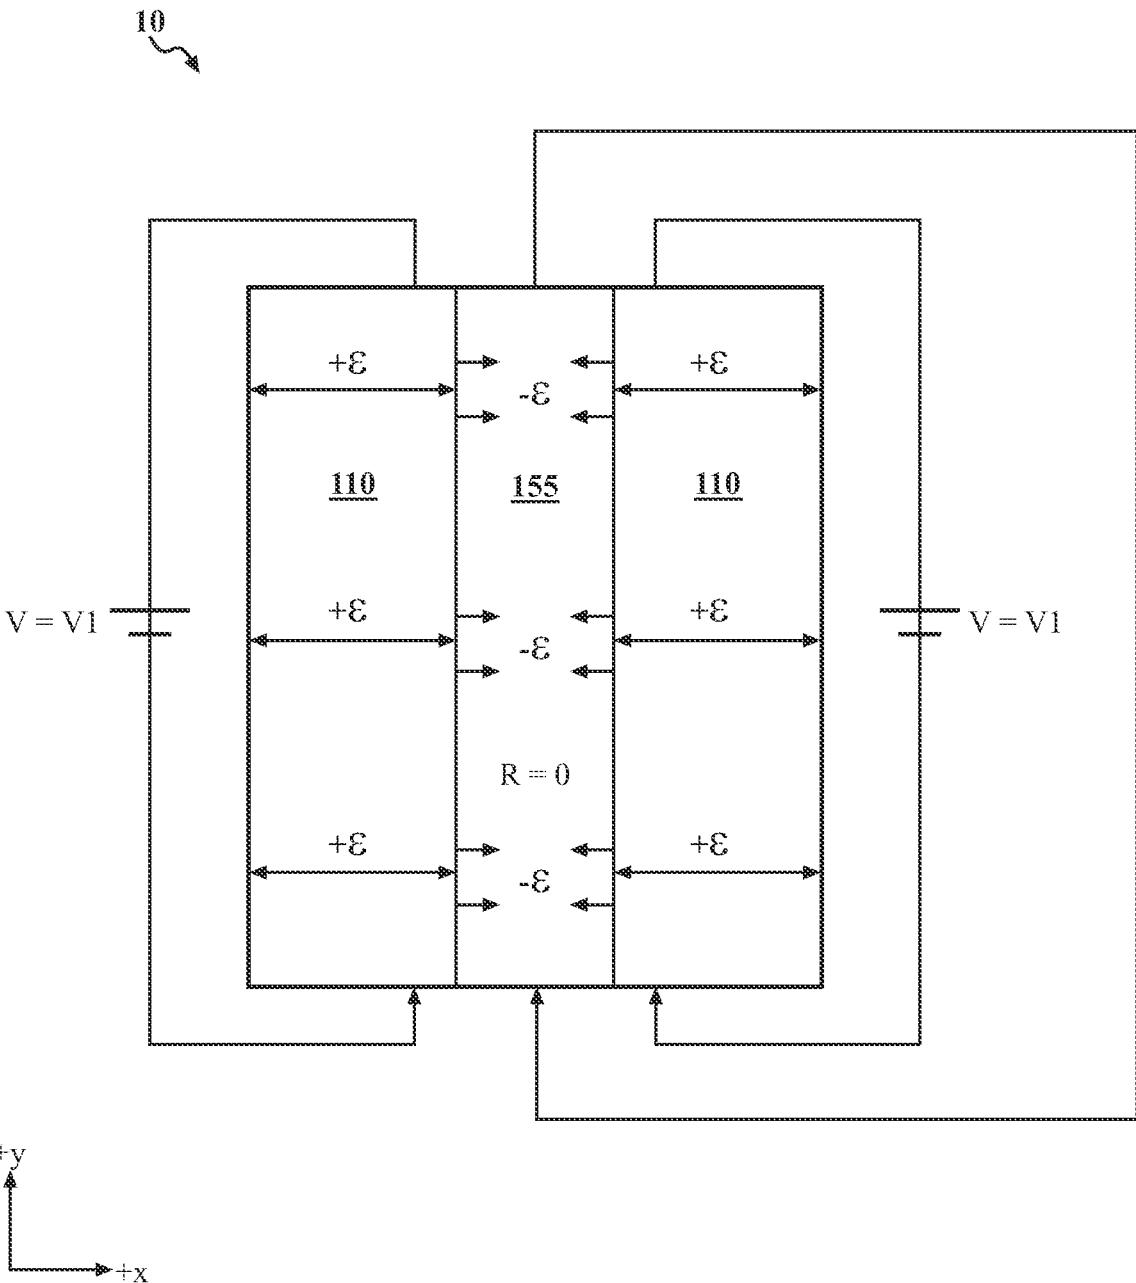 10
+ε +ε
-ε
110 155 110
+ε +ε
V = V1 V = V1
-ε
R = 0
+ε +ε
-ε
+y
+x